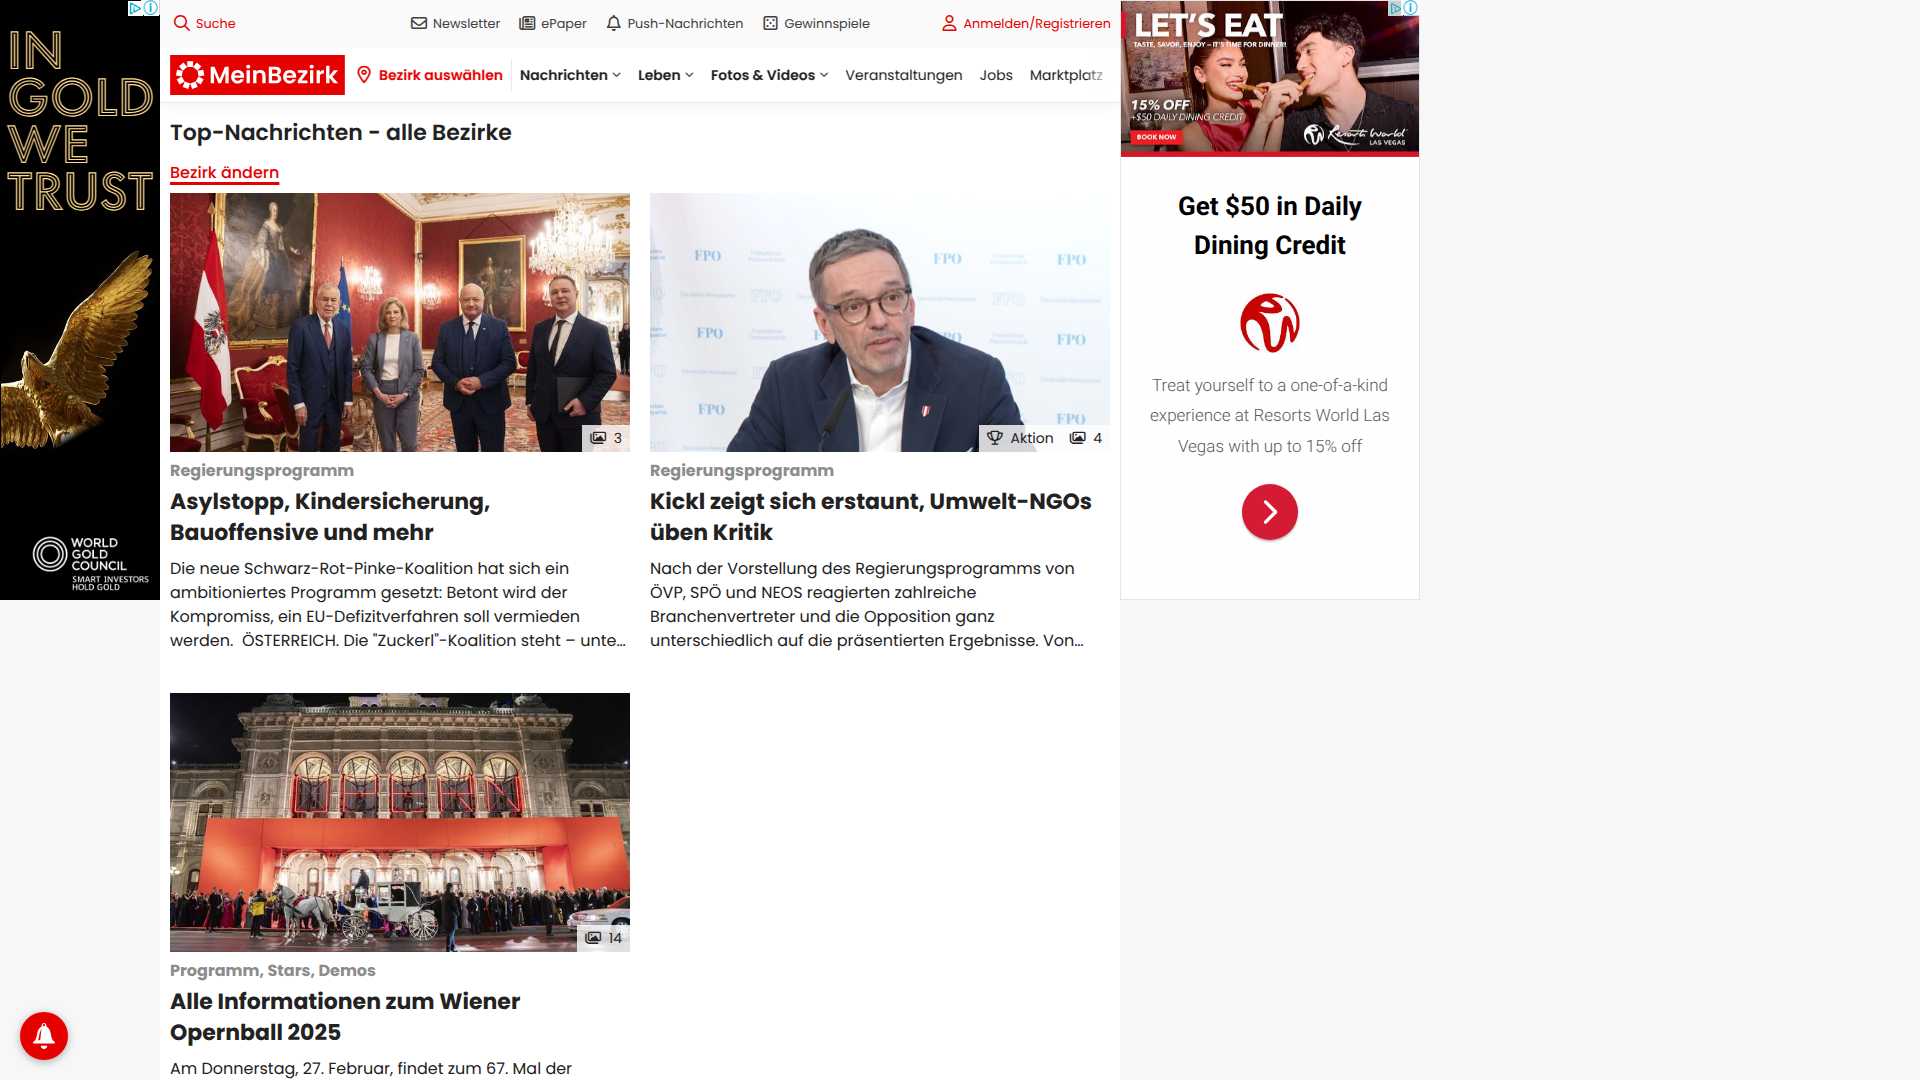 IN
GOLD
WE
TRUST
WORLD
GOLD
COUNCIL
SMART INVESTORS
HOLD GOLD
Suche
Newsletter
ePaper
Push-Nachrichten
Gewinnspiele
Anmelden/Registrieren
MeinBezirk
Bezirk auswählen
Nachrichten
Leben
Fotos & Videos
Veranstaltungen
Jobs
Marktplatz
Top-Nachrichten - alle Bezirke
Bezirk ändern
3
Regierungsprogramm
Asylstopp, Kindersicherung,
Bauoffensive und mehr
Die neue Schwarz-Rot-Pinke-Koalition hat sich ein
ambitioniertes Programm gesetzt: Betont wird der
Kompromiss, ein EU-Defizitverfahren soll vermieden
werden.  ÖSTERREICH. Die "Zuckerl"-Koalition steht – unte...
FPO
FPO
FPO
FPO
FPO
FPO
FPO
FPO
Aktion
4
Regierungsprogramm
Kickl zeigt sich erstaunt, Umwelt-NGOs
üben Kritik
Nach der Vorstellung des Regierungsprogramms von
ÖVP, SPÖ und NEOS reagierten zahlreiche
Branchenvertreter und die Opposition ganz
unterschiedlich auf die präsentierten Ergebnisse. Von...
14
Programm, Stars, Demos
Alle Informationen zum Wiener
Opernball 2025
Am Donnerstag, 27. Februar, findet zum 67. Mal der
LET'S EAT
TASTE, SAVOR, ENJOY – IT'S TIME FOR DINNER!
15% OFF
+$50 DAILY DINING CREDIT
BOOK NOW
Resorts World
LAS VEGAS
Get $50 in Daily
Dining Credit
Treat yourself to a one-of-a-kind
experience at Resorts World Las
Vegas with up to 15% off